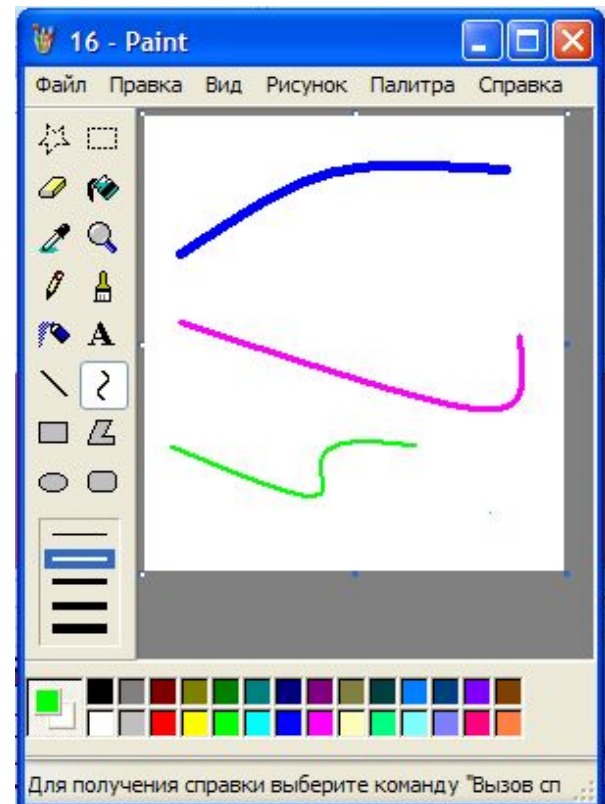 16 - Paint
Файл Правка Вид Рисунок Палитра Справка
A
Для получения справки выберите команду "Вызов сп